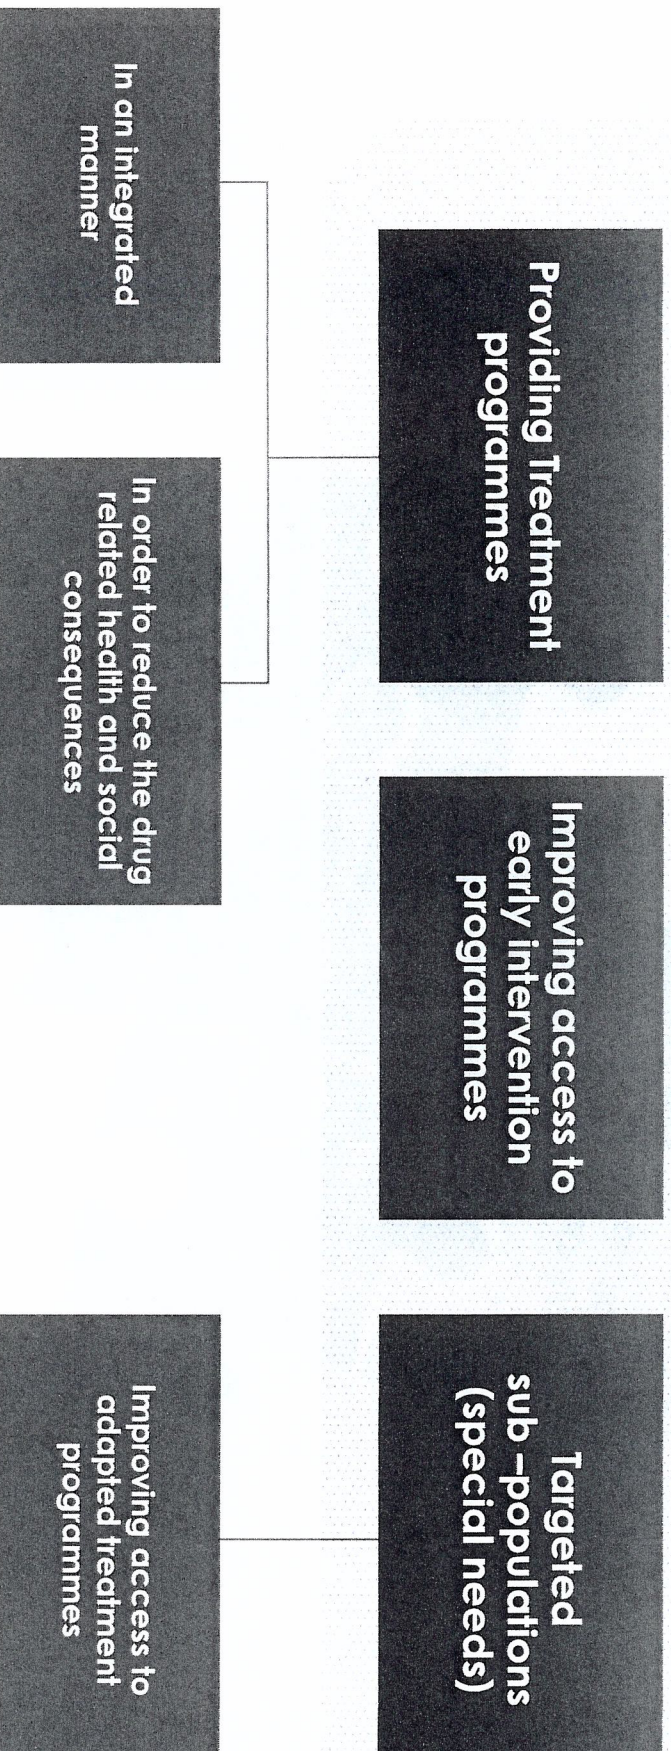 Providing Treatment
programmes
Improving access to
early intervention
programmes
Targeted
sub –populations
(special needs)
In an integrated
manner
In order to reduce the drug
related health and social
consequences
Improving access to
adapted treatment
programmes